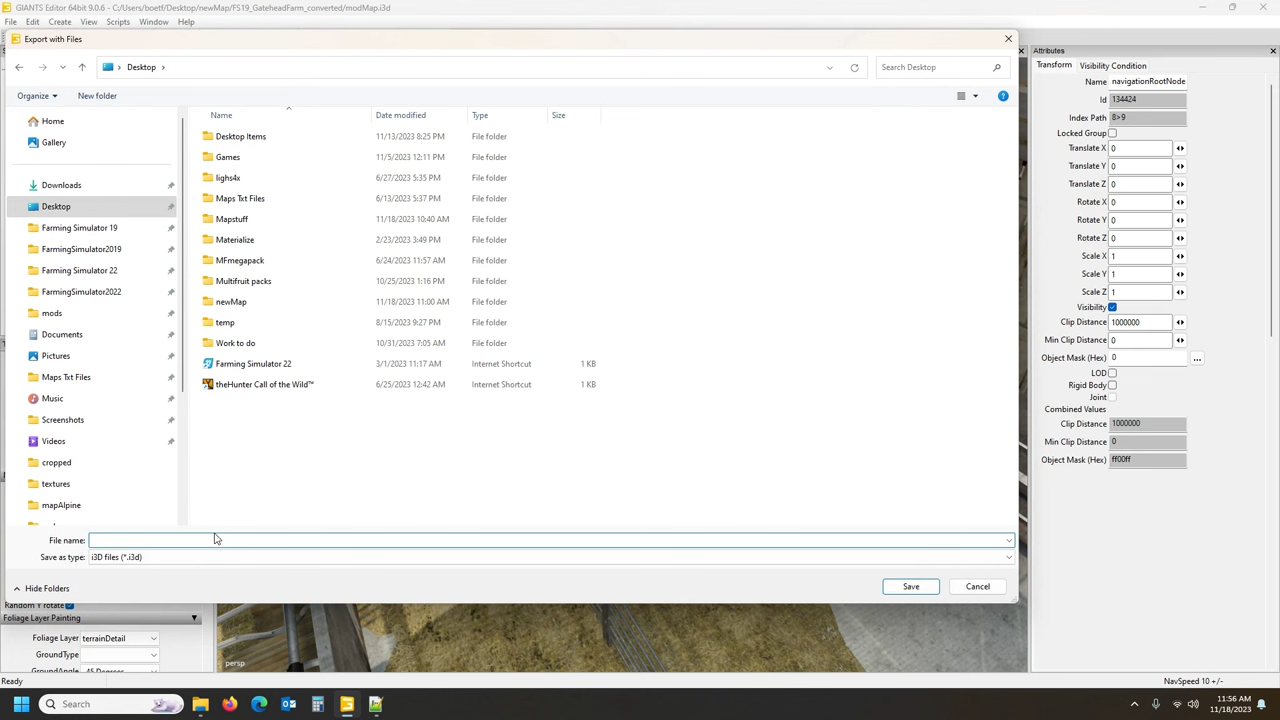 GIANTS Editor 64bit 9.0.6 - C:/Users/boett/Desktop/newMap/FS19_GateheadFarm_converted/modMap.i3d
File Edit Create View Scripts Window Help
Export with Files
Desktop
Search Desktop
Organize New folder
Name Date modified Type Size
Home
Gallery
Downloads
Desktop
Farming Simulator 19
FarmingSimulator2019
Farming Simulator 22
FarmingSimulator2022
mods
Documents
Pictures
Maps Txt Files
Music
Screenshots
Videos
cropped
textures
mapAlpine
Desktop Items 11/13/2023 8:25 PM File folder
Games 11/5/2023 12:11 PM File folder
lighs4x 6/27/2023 5:35 PM File folder
Maps Txt Files 6/13/2023 5:37 PM File folder
Mapstuff 11/18/2023 10:40 AM File folder
Materialize 2/23/2023 3:49 PM File folder
MFmegapack 6/24/2023 11:57 AM File folder
Multifruit packs 10/25/2023 1:16 PM File folder
newMap 11/18/2023 11:00 AM File folder
temp 8/15/2023 9:27 PM File folder
Work to do 10/31/2023 7:05 AM File folder
Farming Simulator 22 3/1/2023 11:17 AM Internet Shortcut 1 KB
theHunter Call of the Wild™ 6/25/2023 12:42 AM Internet Shortcut 1 KB
File name:
Save as type: i3D files (*.i3d)
Hide Folders Save Cancel
Attributes
Transform Visibility Condition
Name navigationRootNode
Id 134424
Index Path 8>9
Locked Group
Translate X 0
Translate Y 0
Translate Z 0
Rotate X 0
Rotate Y 0
Rotate Z 0
Scale X 1
Scale Y 1
Scale Z 1
Visibility
Clip Distance 1000000
Min Clip Distance 0
Object Mask (Hex) 0 ...
LOD
Rigid Body
Joint
Combined Values
Clip Distance 1000000
Min Clip Distance 0
Object Mask (Hex) ff00ff
Random Y rotate
Foliage Layer Painting
Foliage Layer terrainDetail
GroundType
GroundAngle -45 Degrees
persp
Ready NavSpeed 10 +/-
Search
11:56 AM
11/18/2023